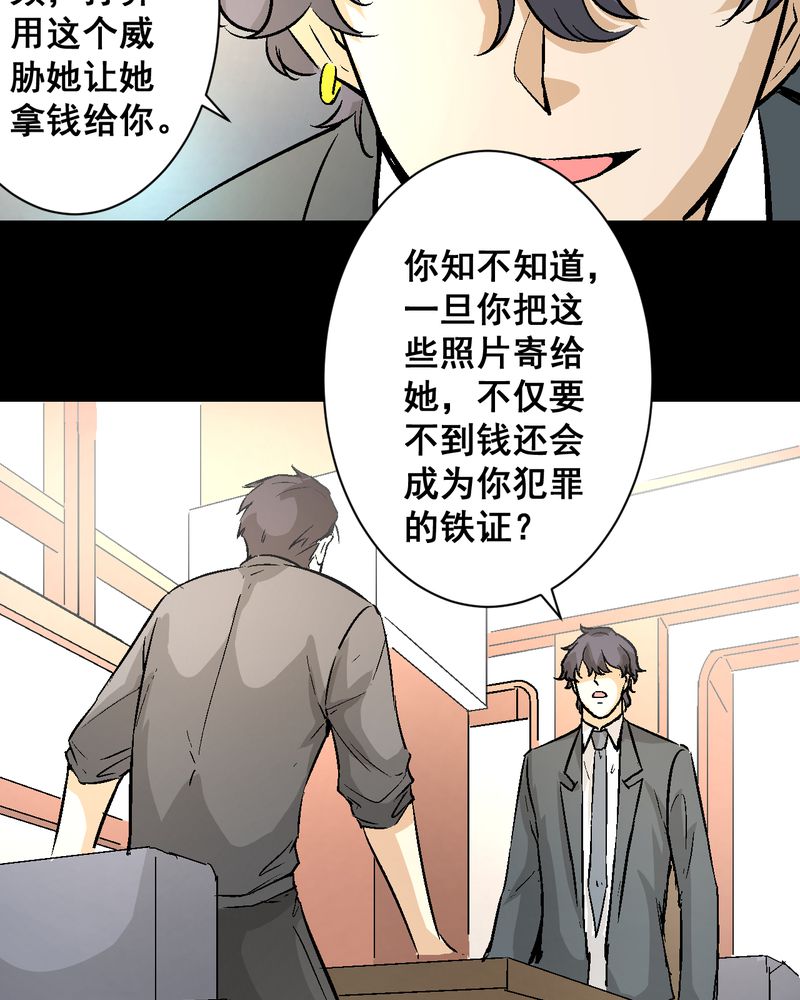 用这个威
胁她让她
拿钱给你。
你知不知道，
一旦你把这
些照片寄给
她，不仅要
不到钱还会
成为你犯罪
的铁证？